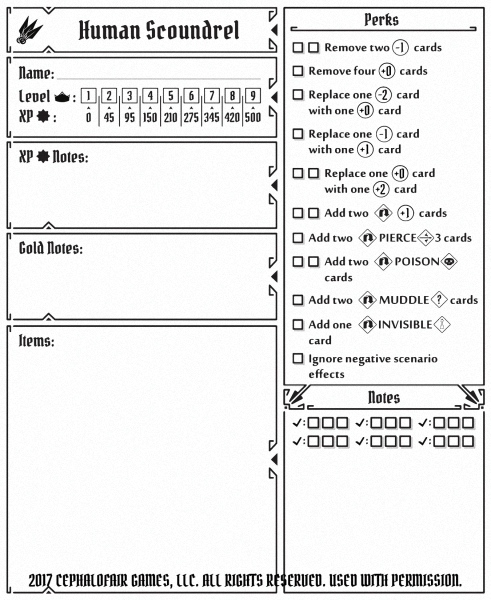 Human Scoundrel
Name:
Level : 1 2 3 4 5 6 7 8 9
XP : 0 45 95 150 210 275 345 420 500
XP Notes:
Gold Notes:
Items:
Perks
Remove two -1 cards
Remove four +0 cards
Replace one -2 card
with one +0 card
Replace one -1 card
with one +1 card
Replace one +0 card
with one +2 card
Add two +1 cards
Add two PIERCE 3 cards
Add two POISON
cards
Add two MUDDLE ? cards
Add one INVISIBLE
card
Ignore negative scenario
effects
Notes
✓: ✓: ✓:
✓: ✓: ✓:
2017 CEPHALOFAIR GAMES, LLC. ALL RIGHTS RESERVED. USED WITH PERMISSION.